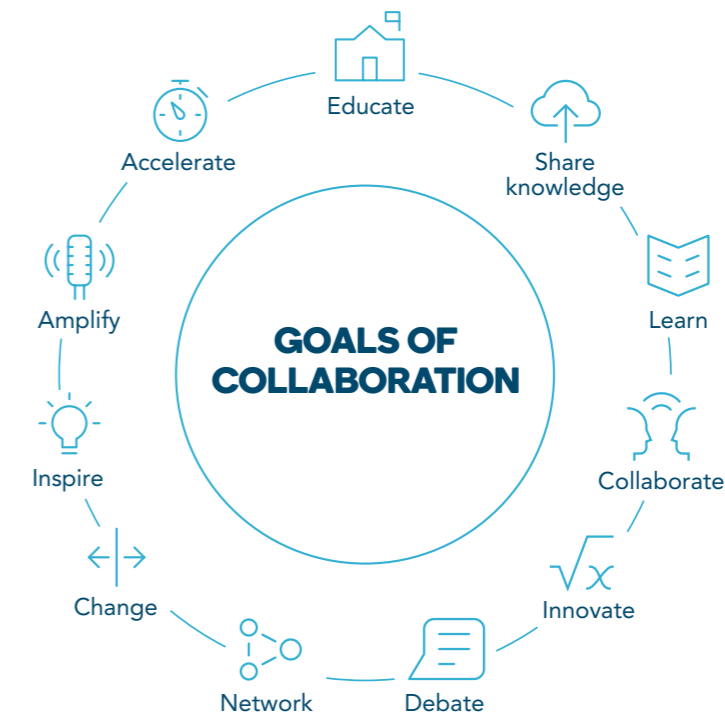 Educate
Share
knowledge
Learn
Collaborate
Innovate
Debate
Network
Change
Inspire
Amplify
Accelerate
GOALS OF
COLLABORATION
x